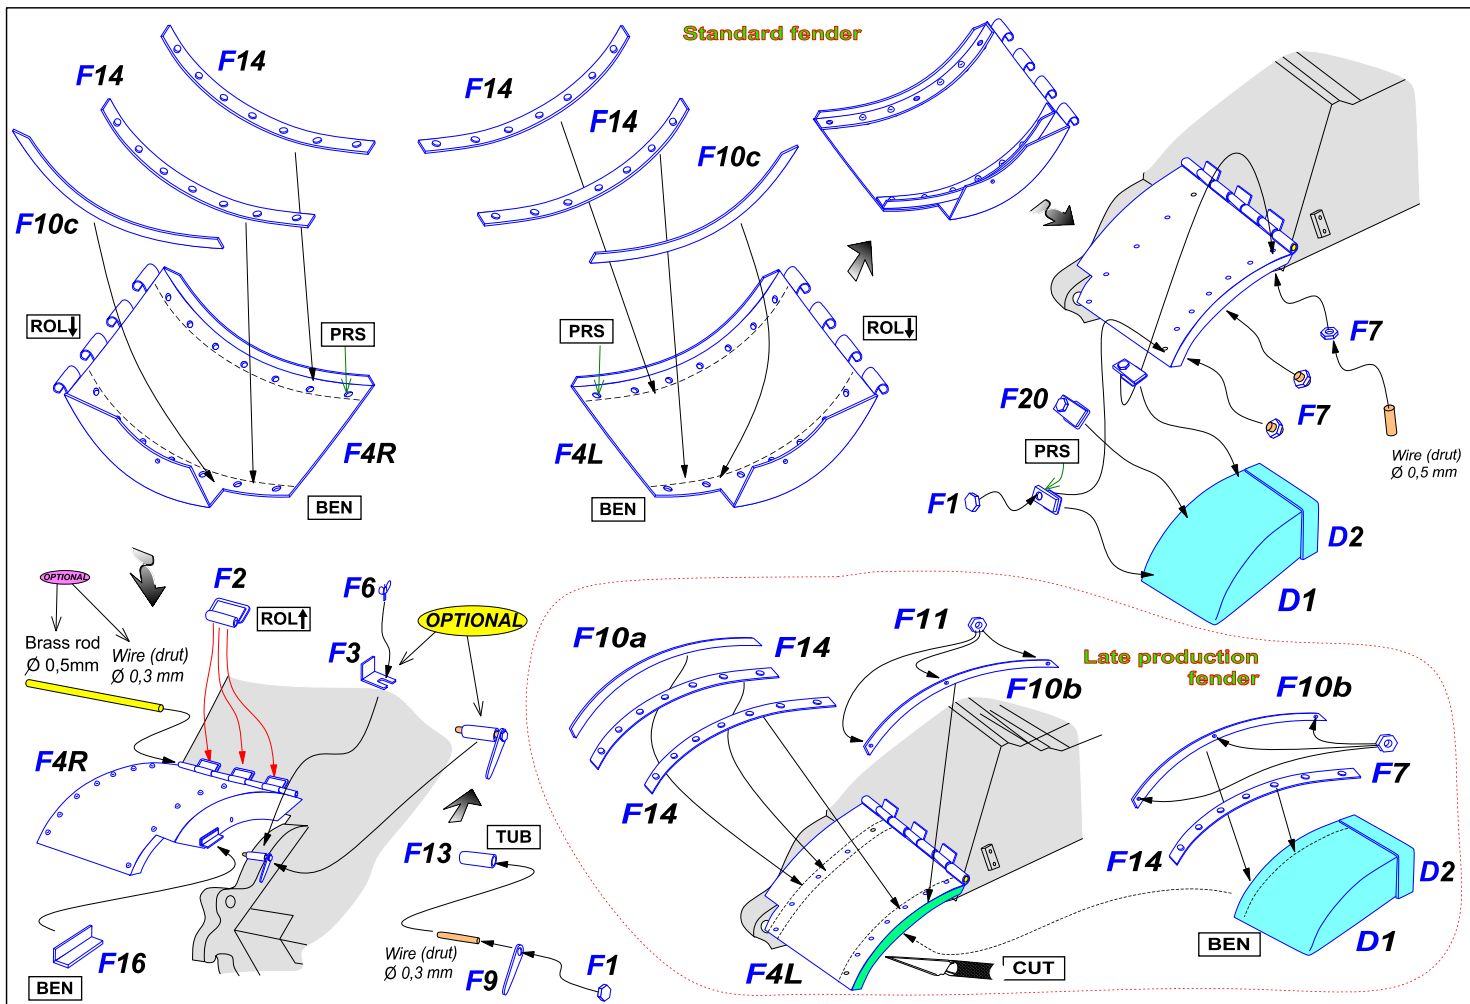 Standard fender
F14
F14
F10c
F14
F14
F10c
ROL
PRS
F4R
BEN
PRS
ROL
F4L
BEN
F7
F7
F20
PRS
F1
Wire (drut)
Ø 0,5 mm
D2
D1
OPTIONAL
Brass rod
Ø 0,5mm
Wire (drut)
Ø 0,3 mm
F2
ROL
F6
F3
OPTIONAL
F4R
F16
BEN
F13
TUB
Wire (drut)
Ø 0,3 mm
F9
F1
Late production
fender
F10a
F14
F14
F11
F10b
F4L
CUT
F10b
F7
F14
D2
D1
BEN